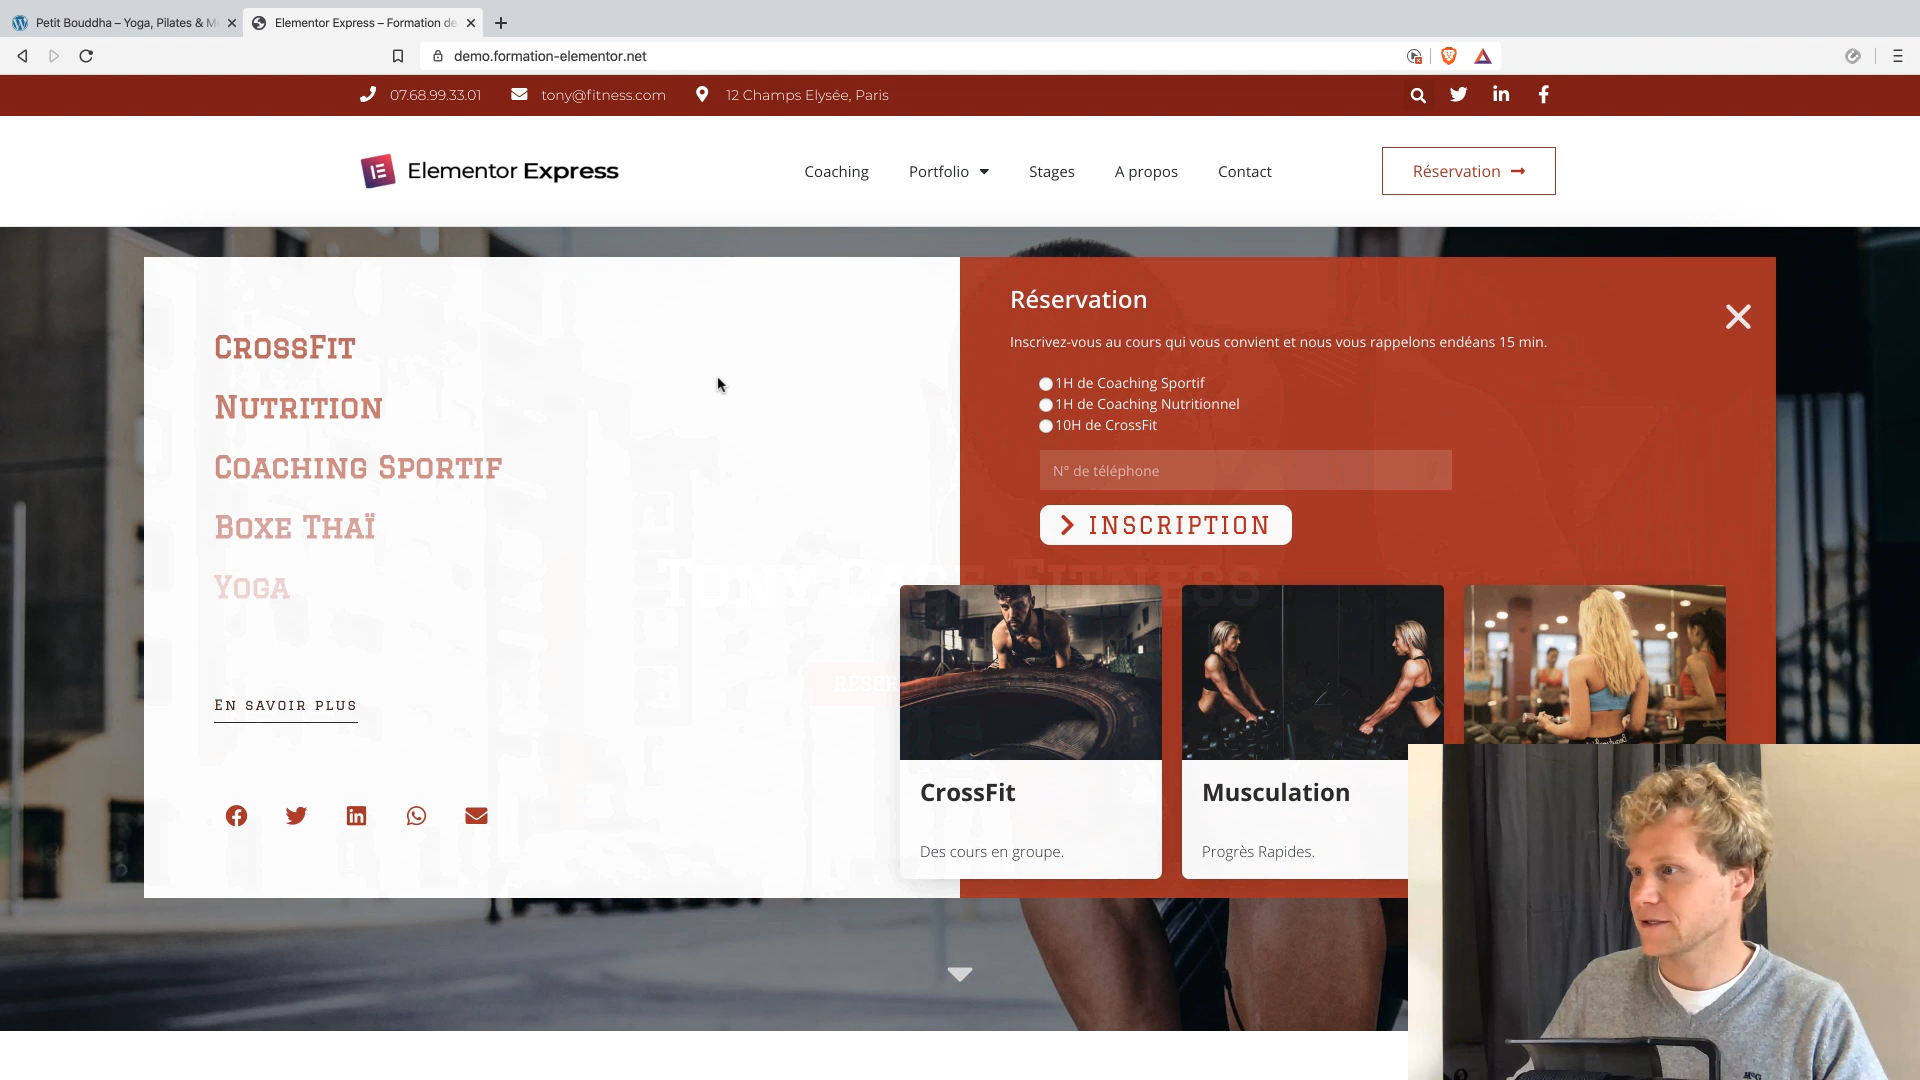 Petit Bouddha – Yoga, Pilates & M
Elementor Express – Formation de
demo.formation-elementor.net
07.68.99.33.01
tony@fitness.com
12 Champs Elysée, Paris
Elementor Express
Coaching
Portfolio
Stages
A propos
Contact
Réservation
CrossFit
Nutrition
Coaching Sportif
Boxe Thaï
Yoga
En savoir plus
Réservation
Inscrivez-vous au cours qui vous convient et nous vous rappelons endéans 15 min.
1H de Coaching Sportif
1H de Coaching Nutritionnel
10H de CrossFit
N° de téléphone
INSCRIPTION
CrossFit
Des cours en groupe.
Musculation
Progrès Rapides.